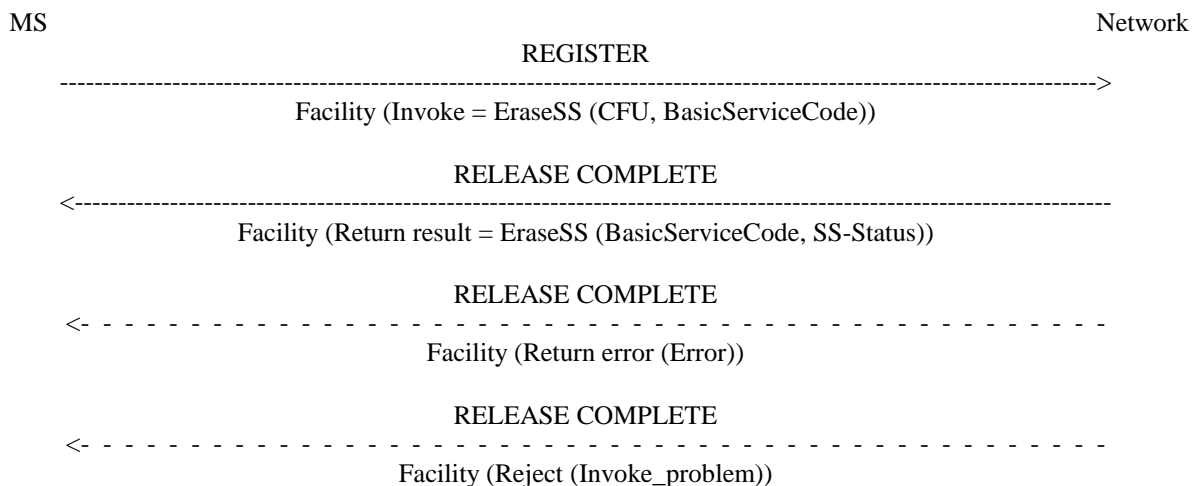 MS Network
REGISTER
------------------------------------------------------------------------------------------------------------------------>
Facility (Invoke = EraseSS (CFU, BasicServiceCode))
RELEASE COMPLETE
<------------------------------------------------------------------------------------------------------------------------
Facility (Return result = EraseSS (BasicServiceCode, SS-Status))
RELEASE COMPLETE
<- - - - - - - - - - - - - - - - - - - - - - - - - - - - - - - - - - - - - - - - - - - - - - - -
Facility (Return error (Error))
RELEASE COMPLETE
<- - - - - - - - - - - - - - - - - - - - - - - - - - - - - - - - - - - - - - - - - - - - - - - -
Facility (Reject (Invoke_problem))